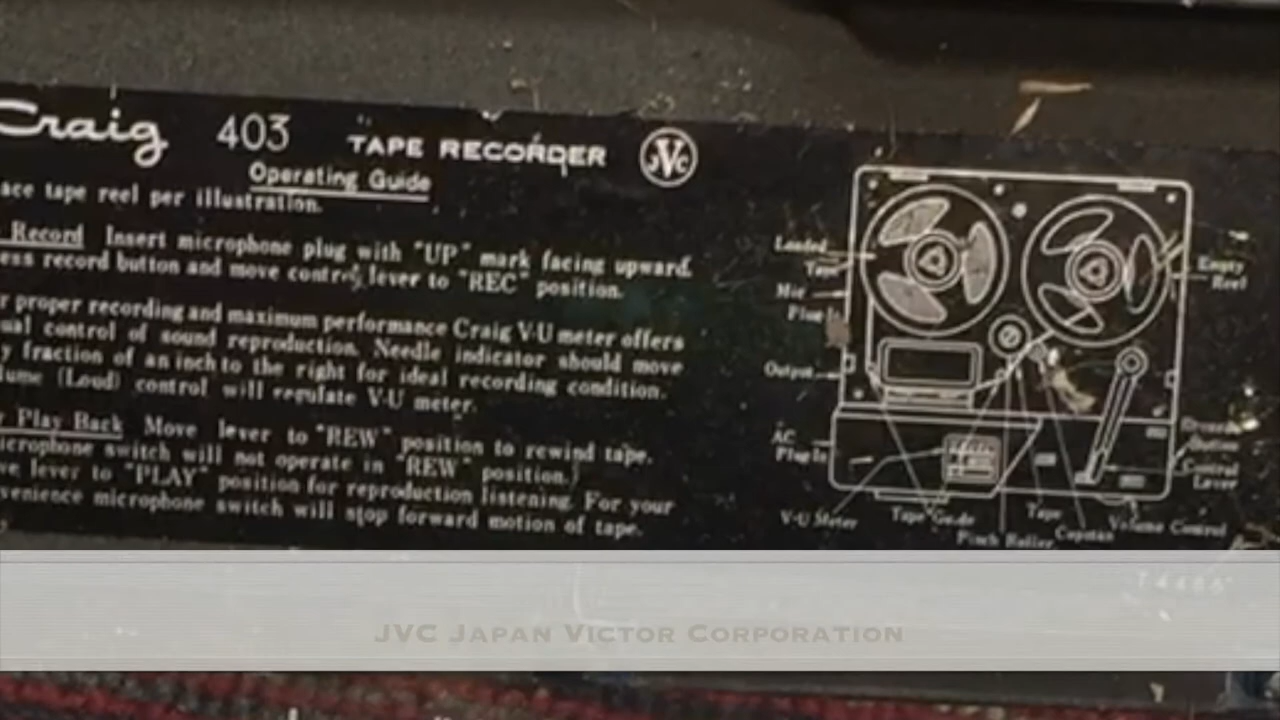 Craig 403 TAPE RECORDER JVC
Operating Guide
ace tape reel per illustration.
Record Insert microphone plug with "UP" mark facing upward.
ess record button and move control lever to "REC" position.
r proper recording and maximum performance Craig V-U meter offers
ual control of sound reproduction. Needle indicator should move
y fraction of an inch to the right for ideal recording condition.
lume (Loud) control will regulate V-U meter.
Play Back Move lever to "REW" position to rewind tape.
icrophone switch will not operate in "REW" position.)
ve lever to "PLAY" position for reproduction listening. For your
venience microphone switch will stop forward motion of tape.
Loaded
Tape
Mic
Plug-In
Output
AC
Plug-In
V-U Meter
Tape Guide
Pinch Roller
Tape
Capstan
Volume Control
Empty
Reel
Control
Lever
JVC Japan Victor Corporation